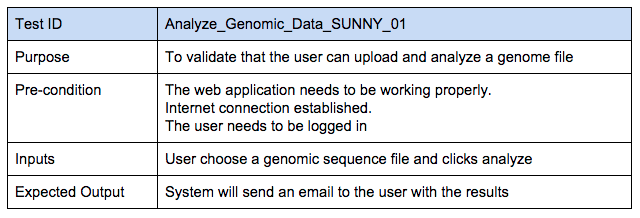 Test ID Analyze_Genomic_Data_SUNNY_01
Purpose To validate that the user can upload and analyze a genome file
Pre-condition The web application needs to be working properly.
Internet connection established.
The user needs to be logged in
Inputs User choose a genomic sequence file and clicks analyze
Expected Output System will send an email to the user with the results